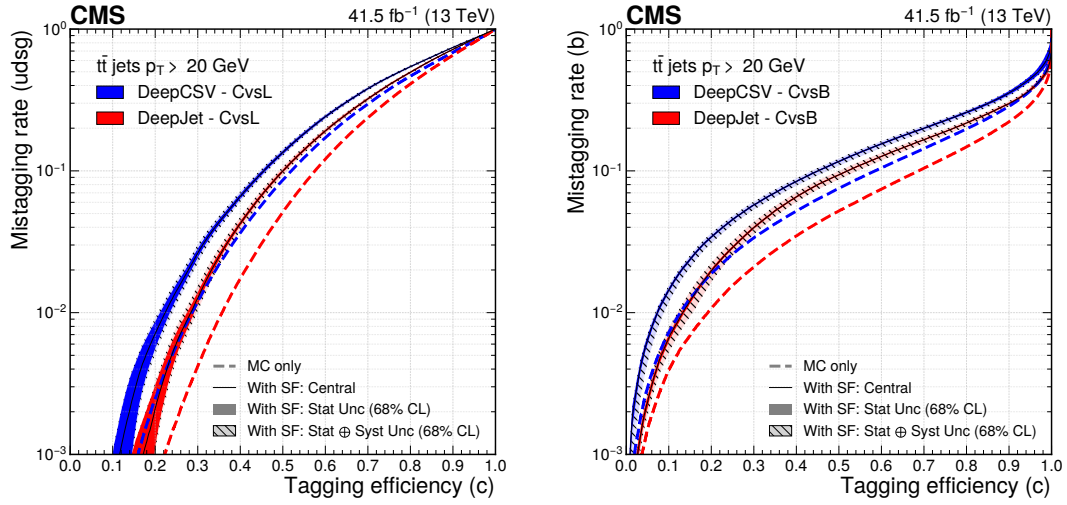 CMS
41.5 fb⁻¹ (13 TeV)
Mistagging rate (udsg)
tt̄ jets p_T > 20 GeV
DeepCSV - CvsL
DeepJet - CvsL
MC only
With SF: Central
With SF: Stat Unc (68% CL)
With SF: Stat ⊕ Syst Unc (68% CL)
10⁰
10⁻¹
10⁻²
10⁻³
0.0 0.1 0.2 0.3 0.4 0.5 0.6 0.7 0.8 0.9 1.0
Tagging efficiency (c)
CMS
41.5 fb⁻¹ (13 TeV)
Mistagging rate (b)
tt̄ jets p_T > 20 GeV
DeepCSV - CvsB
DeepJet - CvsB
MC only
With SF: Central
With SF: Stat Unc (68% CL)
With SF: Stat ⊕ Syst Unc (68% CL)
10⁰
10⁻¹
10⁻²
10⁻³
0.0 0.1 0.2 0.3 0.4 0.5 0.6 0.7 0.8 0.9 1.0
Tagging efficiency (c)